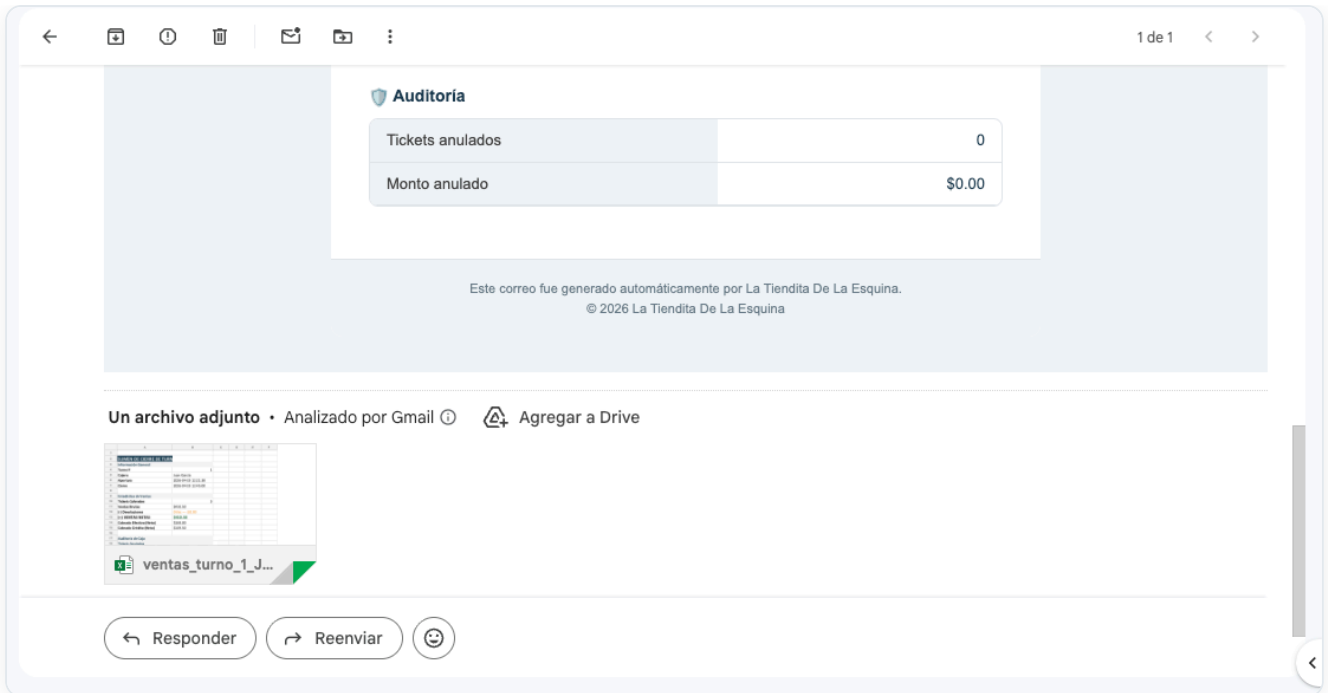 1 de 1
Auditoría
Tickets anulados 0
Monto anulado $0.00
Este correo fue generado automáticamente por La Tiendita De La Esquina.
© 2026 La Tiendita De La Esquina
Un archivo adjunto • Analizado por Gmail Agregar a Drive
ventas_turno_1_J...
Responder Reenviar